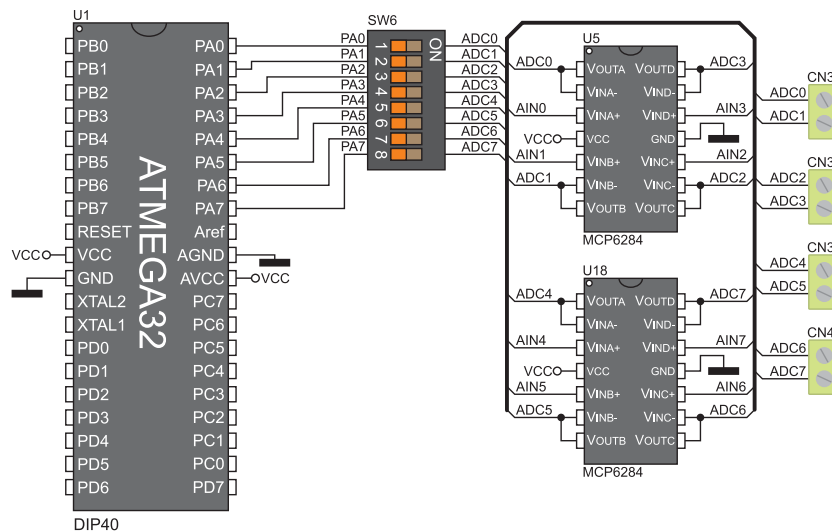 U1
PB0
PB1
PB2
PB3
PB4
PB5
PB6
PB7
RESET
VCC
GND
XTAL2
XTAL1
PD0
PD1
PD2
PD3
PD4
PD5
PD6
VCC
ATMEGA32
PA0
PA1
PA2
PA3
PA4
PA5
PA6
PA7
Aref
AGND
AVCC
PC7
PC6
PC5
PC4
PC3
PC2
PC1
PC0
PD7
VCC
DIP40
SW6
PA0
PA1
PA2
PA3
PA4
PA5
PA6
PA7
1
2
3
4
5
6
7
8
ON
ADC0
ADC1
ADC2
ADC3
ADC4
ADC5
ADC6
ADC7
U5
ADC0
AIN0
VCC
AIN1
ADC1
VOUTA
VINA-
VINA+
VCC
VINB+
VINB-
VOUTB
VOUTD
VIND-
VIND+
GND
VINC+
VINC-
VOUTC
ADC3
AIN3
AIN2
ADC2
MCP6284
U18
ADC4
AIN4
VCC
AIN5
ADC5
VOUTA
VINA-
VINA+
VCC
VINB+
VINB-
VOUTB
VOUTD
VIND-
VIND+
GND
VINC+
VINC-
VOUTC
ADC7
AIN7
AIN6
ADC6
MCP6284
CN3
ADC0
ADC1
CN3
ADC2
ADC3
CN3
ADC4
ADC5
CN4
ADC6
ADC7